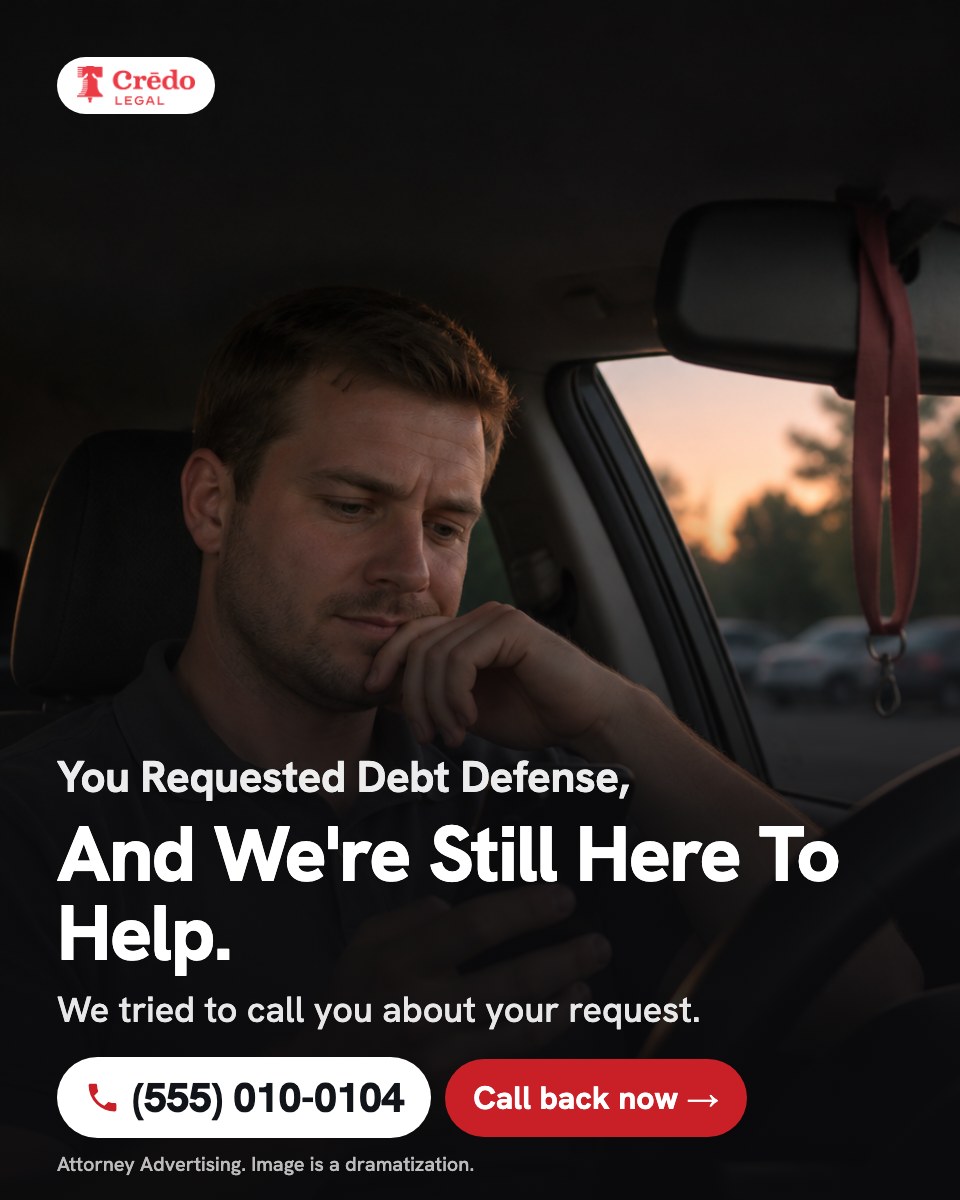 Crēdo
LEGAL
You Requested Debt Defense,
And We're Still Here To
Help.
We tried to call you about your request.
(555) 010-0104
Call back now →
Attorney Advertising. Image is a dramatization.